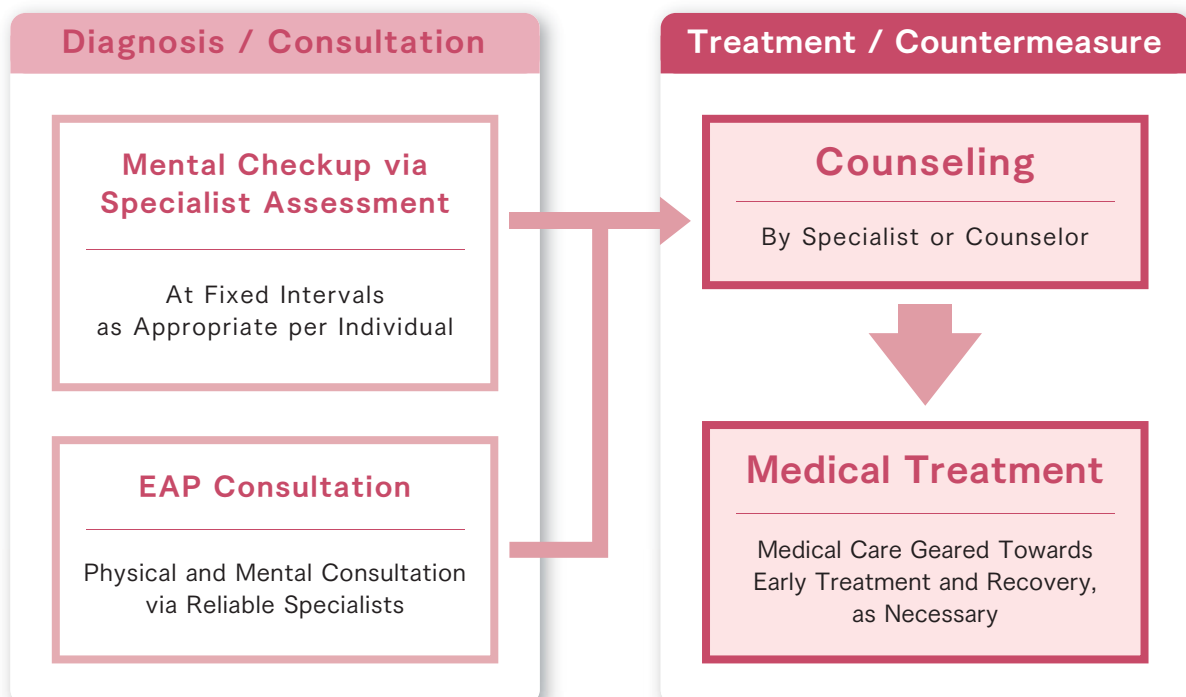 Diagnosis / Consultation
Mental Checkup via
Specialist Assessment
At Fixed Intervals
as Appropriate per Individual
EAP Consultation
Physical and Mental Consultation
via Reliable Specialists
Treatment / Countermeasure
Counseling
By Specialist or Counselor
Medical Treatment
Medical Care Geared Towards
Early Treatment and Recovery,
as Necessary